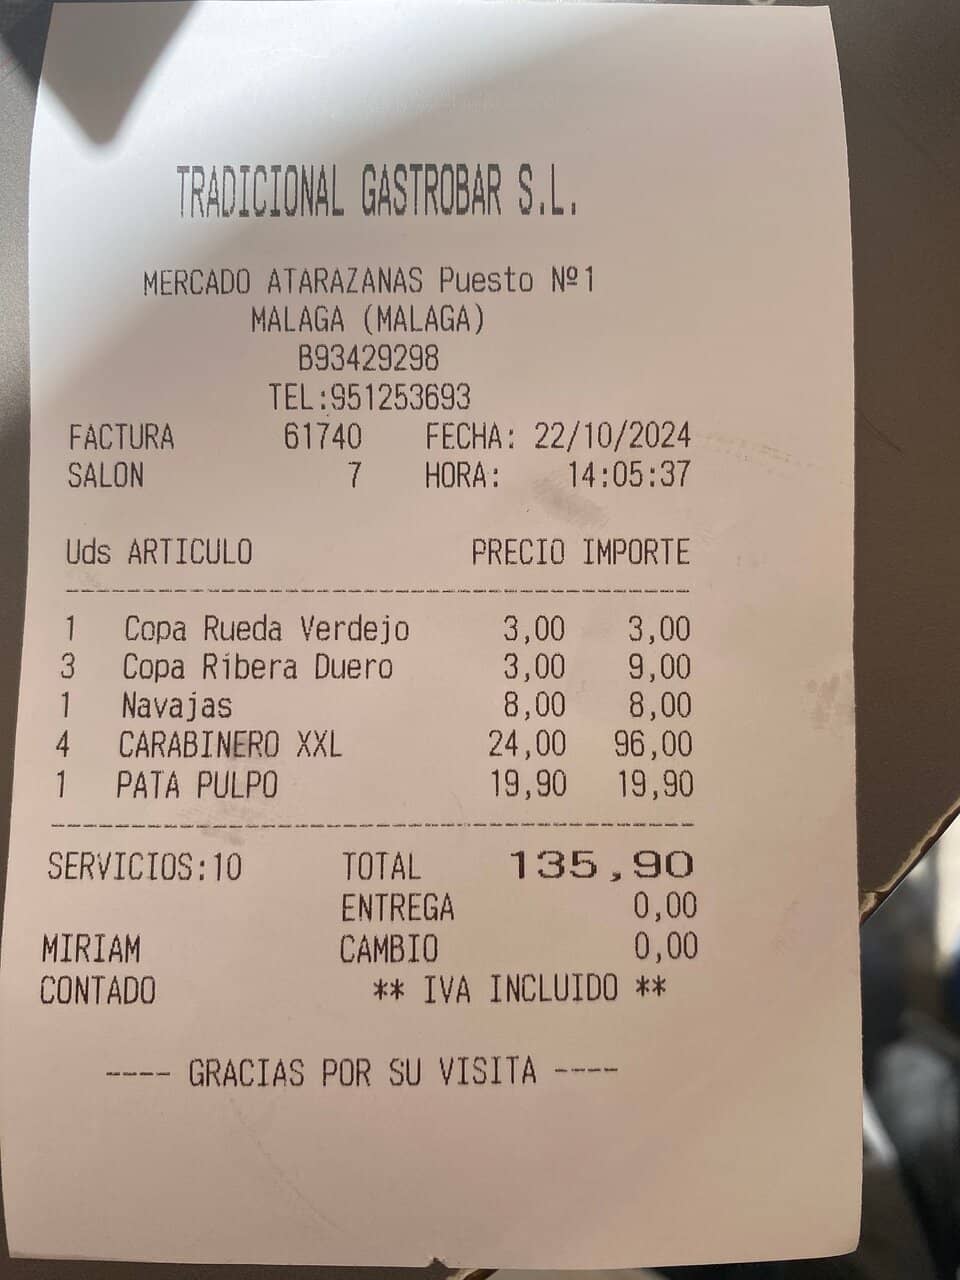 TRADICIONAL GASTROBAR S.L.
MERCADO ATARAZANAS Puesto Nº1
MALAGA (MALAGA)
B93429298
TEL:951253693
FACTURA 61740 FECHA: 22/10/2024
SALON 7 HORA: 14:05:37
Uds ARTICULO PRECIO IMPORTE
1 Copa Rueda Verdejo 3,00 3,00
3 Copa Ribera Duero 3,00 9,00
1 Navajas 8,00 8,00
4 CARABINERO XXL 24,00 96,00
1 PATA PULPO 19,90 19,90
SERVICIOS:10 TOTAL 135,90
ENTREGA 0,00
MIRIAM CAMBIO 0,00
CONTADO ** IVA INCLUIDO **
---- GRACIAS POR SU VISITA ----